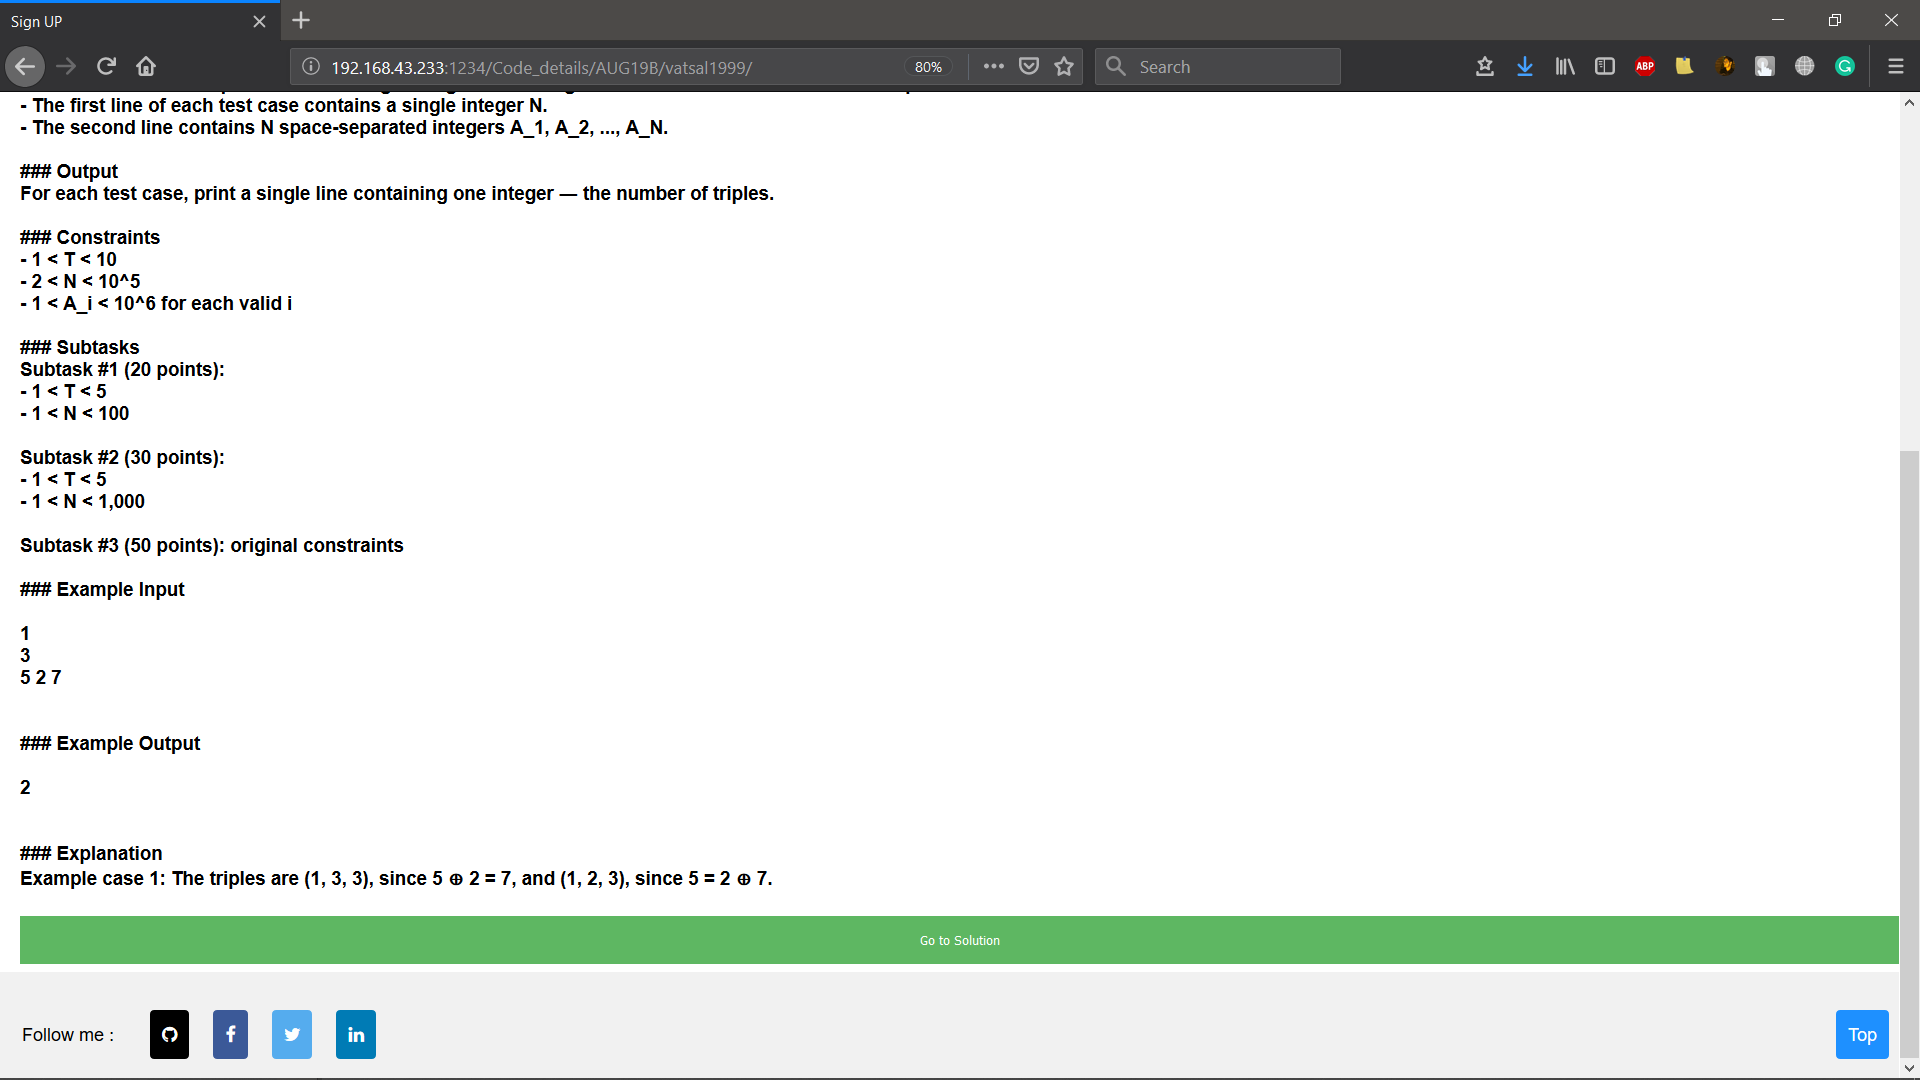 Sign UP
192.168.43.233:1234/Code_details/AUG19B/vatsal1999/
80%
Search
ABP
- The first line of each test case contains a single integer N.
- The second line contains N space-separated integers A_1, A_2, ..., A_N.
### Output
For each test case, print a single line containing one integer — the number of triples.
### Constraints
- 1 < T < 10
- 2 < N < 10^5
- 1 < A_i < 10^6 for each valid i
### Subtasks
Subtask #1 (20 points):
- 1 < T < 5
- 1 < N < 100
Subtask #2 (30 points):
- 1 < T < 5
- 1 < N < 1,000
Subtask #3 (50 points): original constraints
### Example Input
1
3
5 2 7
### Example Output
2
### Explanation
Example case 1: The triples are (1, 3, 3), since 5 ⊕ 2 = 7, and (1, 2, 3), since 5 = 2 ⊕ 7.
Go to Solution
Follow me :
f
in
Top